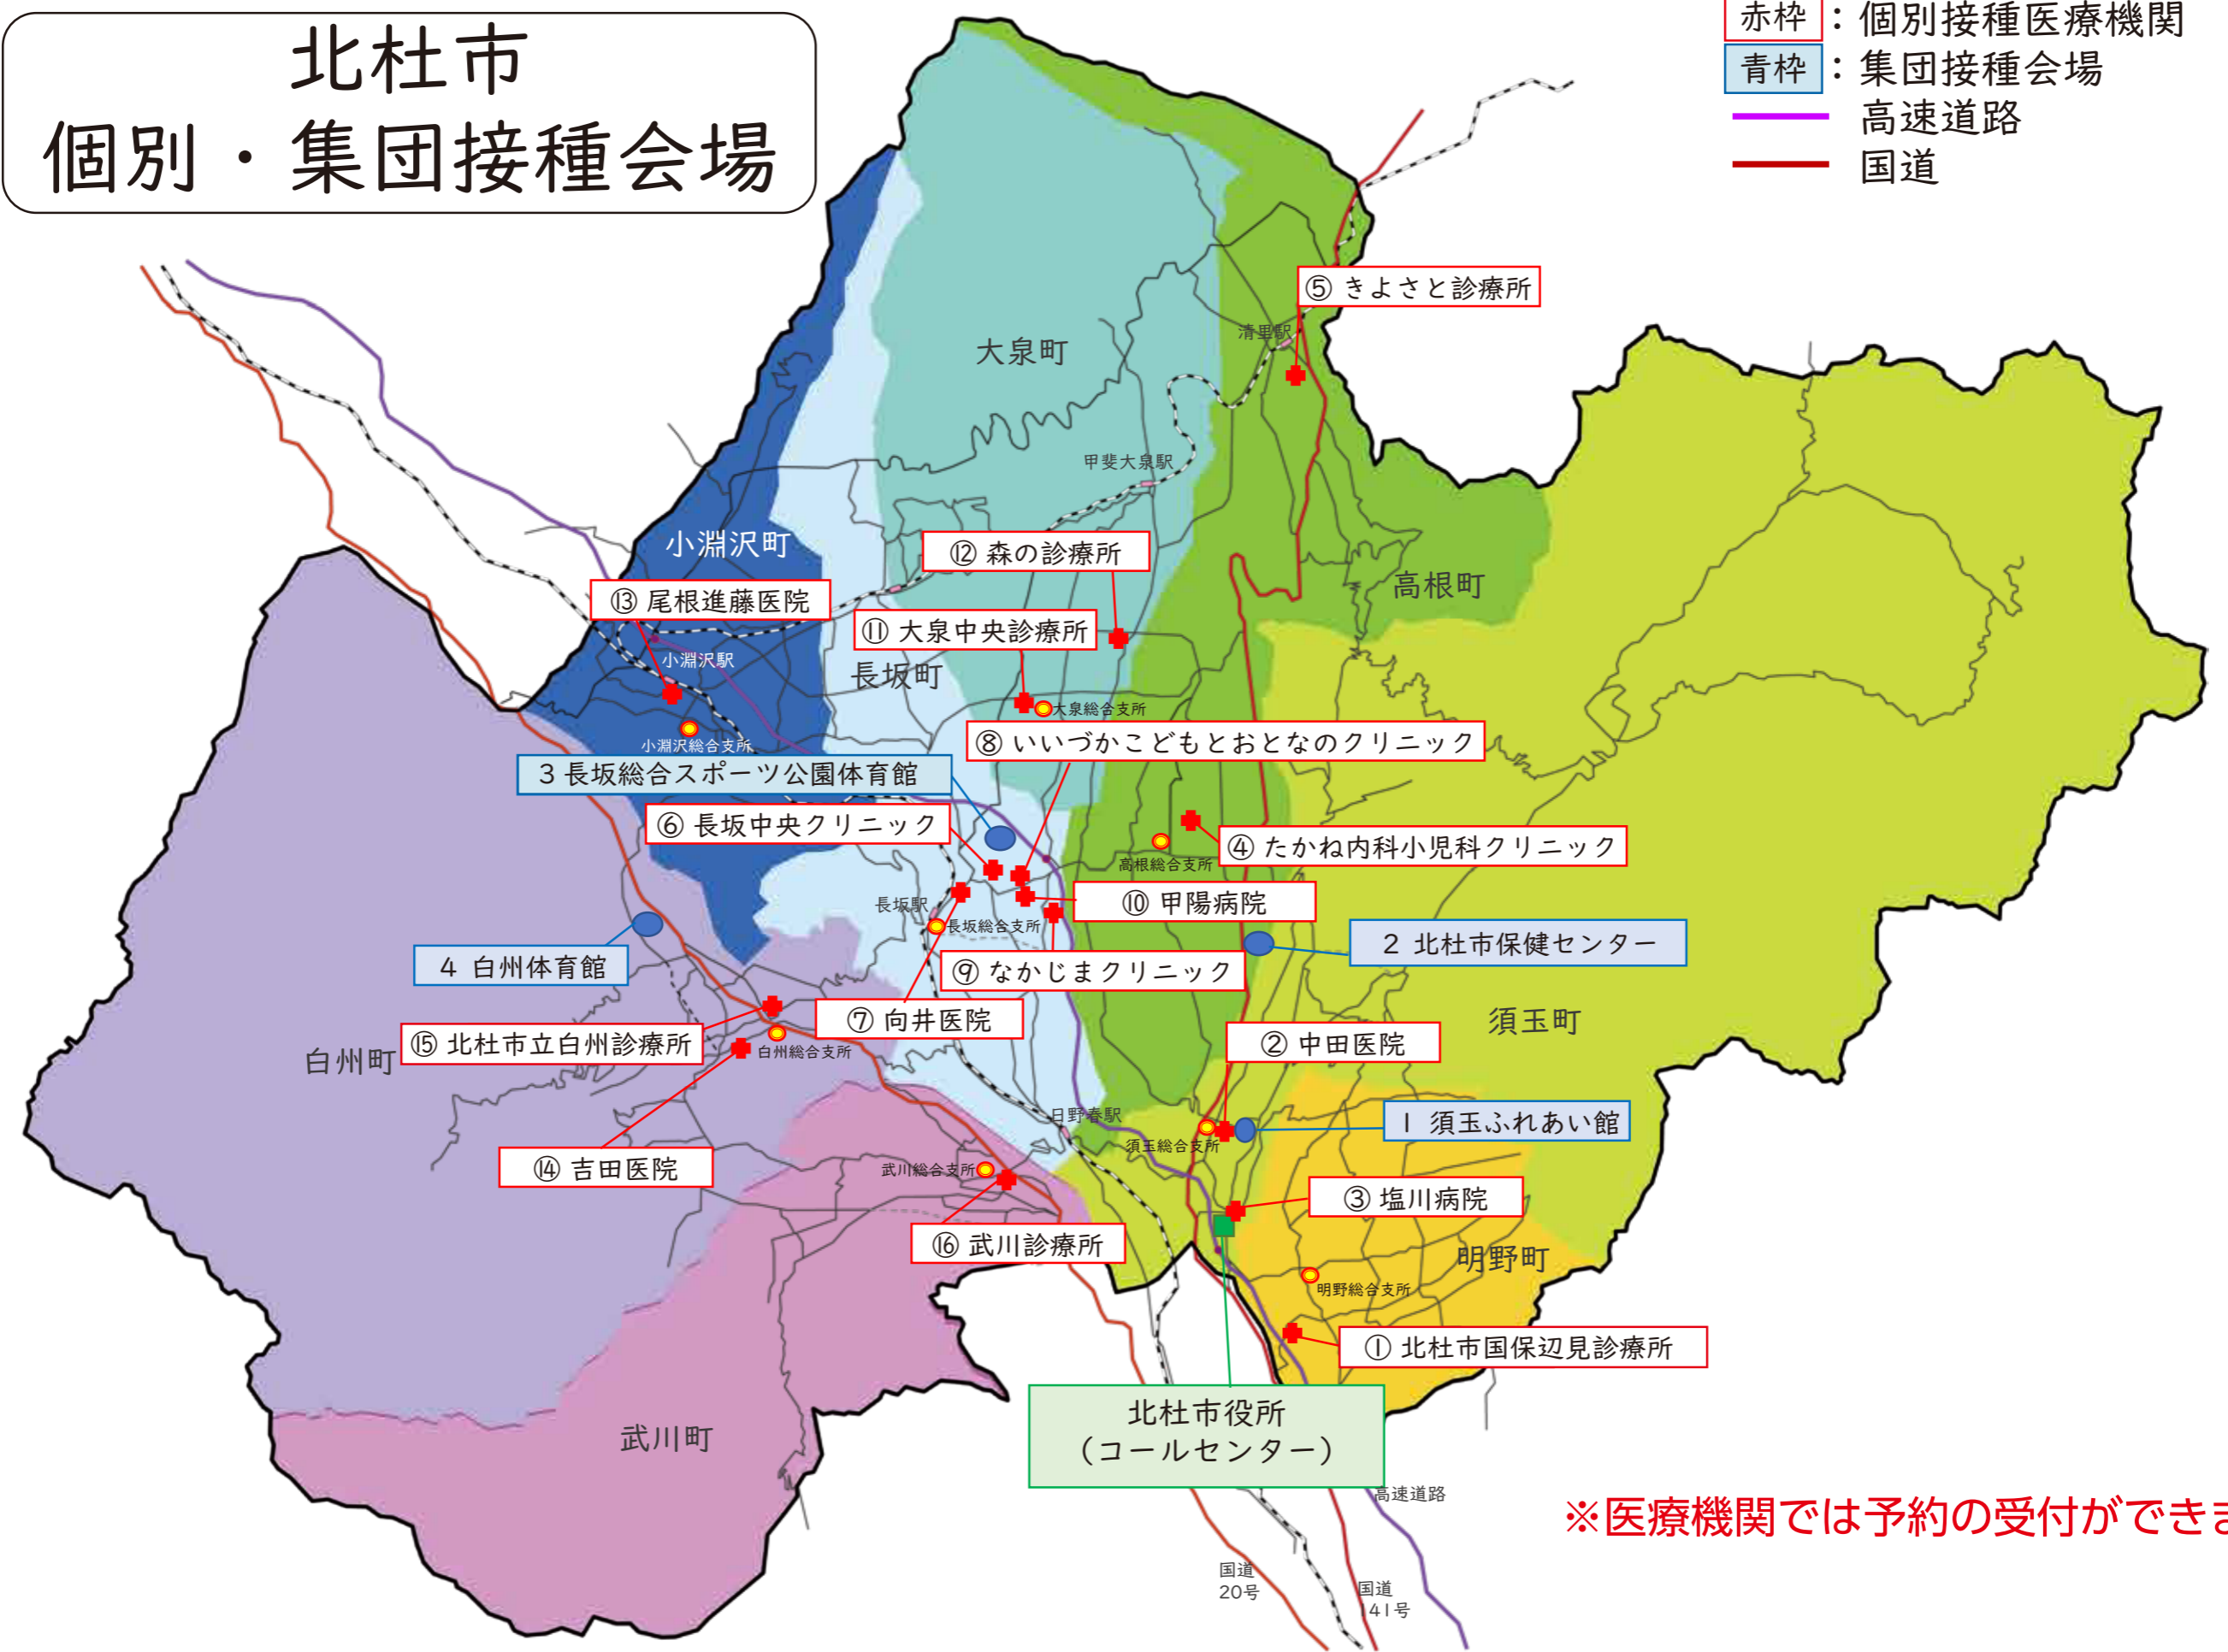 北杜市
個別・集団接種会場
赤枠：個別接種医療機関
青枠：集団接種会場
高速道路
国道
⑤ きよさと診療所
清里駅
大泉町
甲斐大泉駅
小淵沢町
⑫ 森の診療所
高根町
⑬ 尾根進藤医院
⑪ 大泉中央診療所
小淵沢駅
長坂町
大泉総合支所
小淵沢総合支所
⑧ いいづかこどもとおとなのクリニック
3 長坂総合スポーツ公園体育館
⑥ 長坂中央クリニック
④ たかね内科小児科クリニック
高根総合支所
⑩ 甲陽病院
長坂駅
長坂総合支所
2 北杜市保健センター
4 白州体育館
⑨ なかじまクリニック
⑦ 向井医院
須玉町
⑮ 北杜市立白州診療所
② 中田医院
白州町
白州総合支所
日野春駅
1 須玉ふれあい館
須玉総合支所
⑭ 吉田医院
武川総合支所
③ 塩川病院
⑯ 武川診療所
明野町
明野総合支所
① 北杜市国保辺見診療所
北杜市役所
（コールセンター）
武川町
高速道路
※医療機関では予約の受付ができ
国道
20号
国道
141号